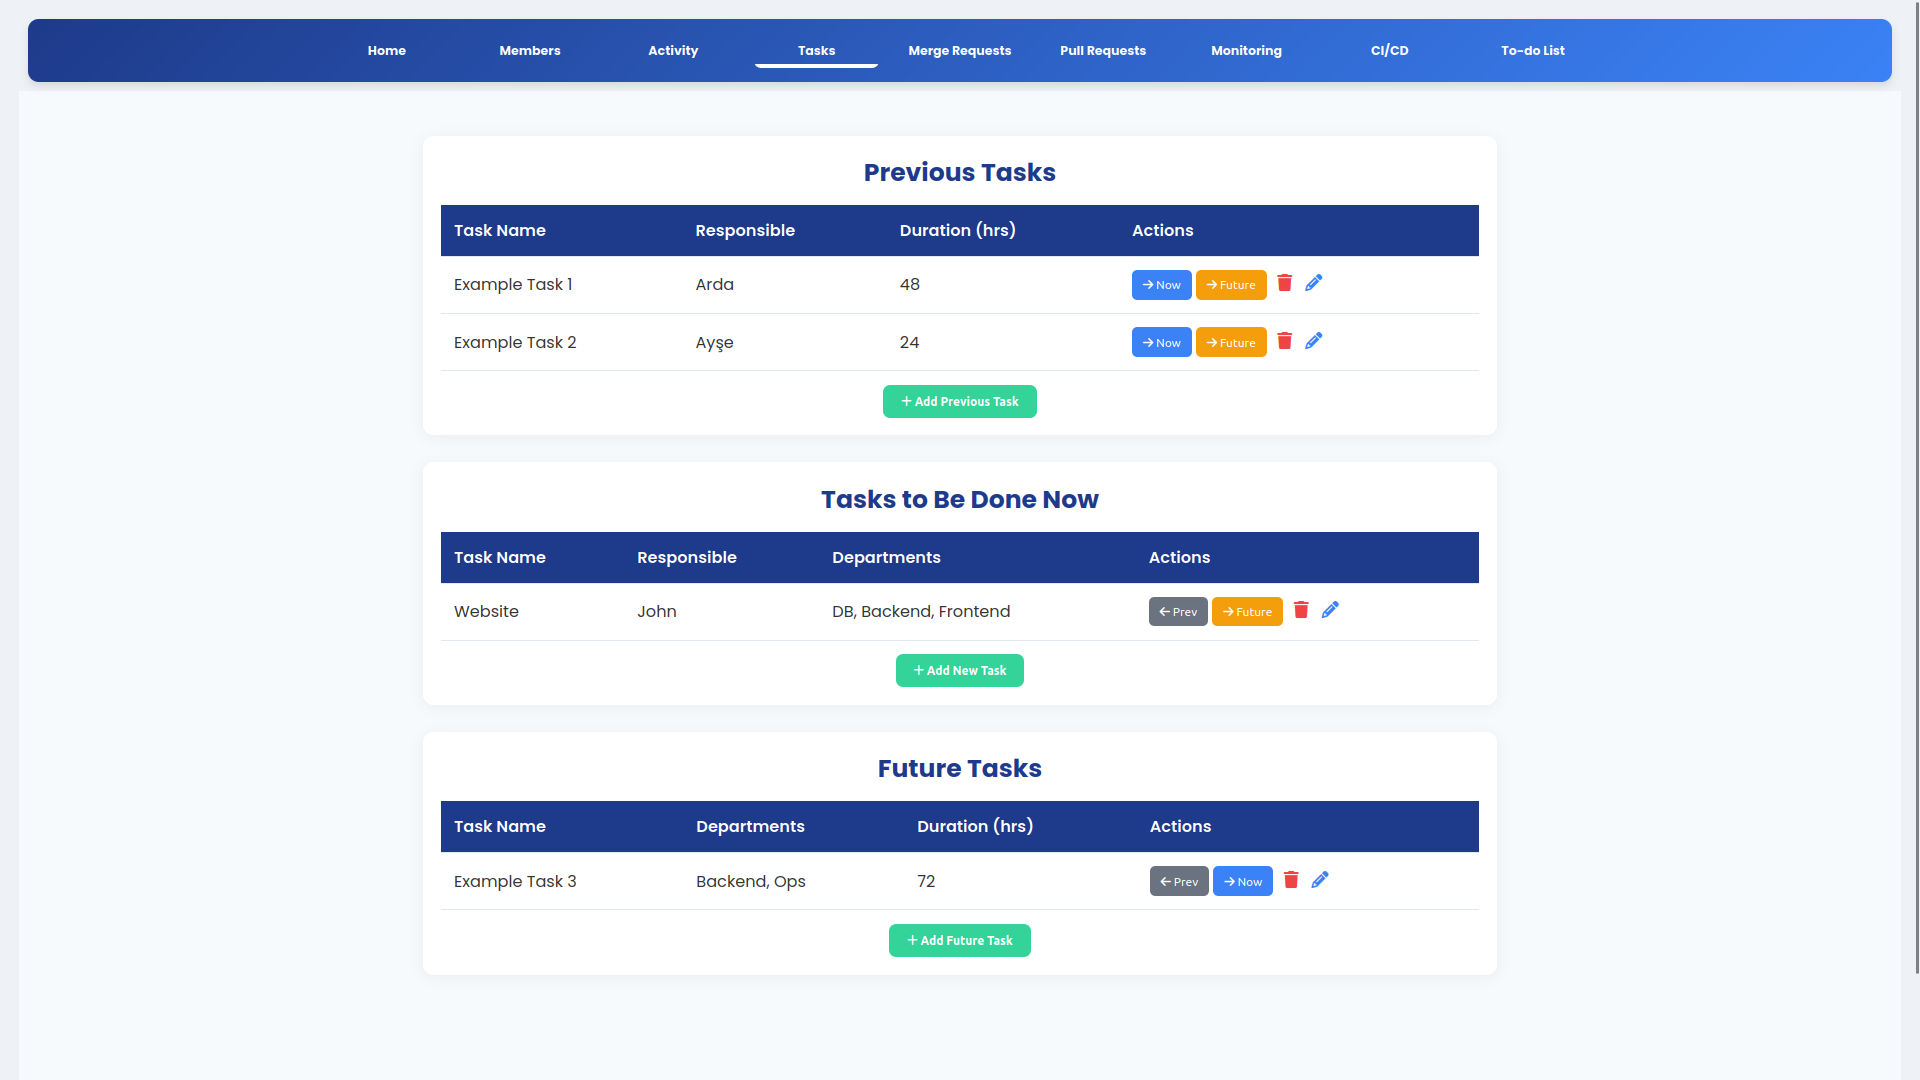 Home Members Activity Tasks Merge Requests Pull Requests Monitoring CI/CD To-do List
Previous Tasks
Task Name Responsible Duration (hrs) Actions
Example Task 1 Arda 48 → Now → Future
Example Task 2 Ayşe 24 → Now → Future
+ Add Previous Task
Tasks to Be Done Now
Task Name Responsible Departments Actions
Website John DB, Backend, Frontend ← Prev → Future
+ Add New Task
Future Tasks
Task Name Departments Duration (hrs) Actions
Example Task 3 Backend, Ops 72 ← Prev → Now
+ Add Future Task